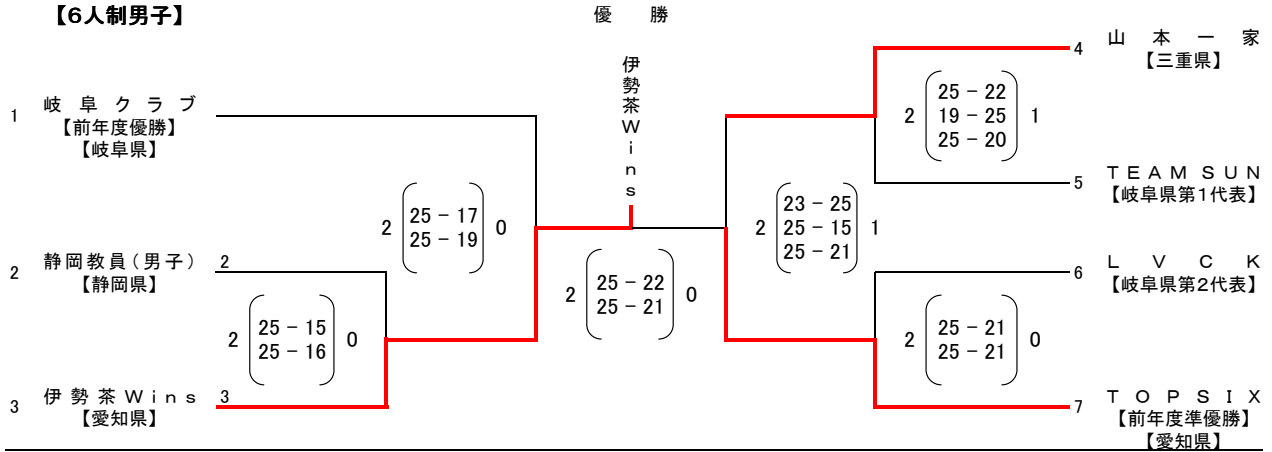 【6人制男子】
優　勝
伊勢茶Wins
1 岐阜クラブ
【前年度優勝】
【岐阜県】
2 静岡教員(男子) 2
【静岡県】
3 伊勢茶Wins 3
【愛知県】
2 25－15 0
25－16
2 25－17 0
25－19
2 25－22 0
25－21
2 23－25 1
25－15
25－21
2 25－22 1
19－25
25－20
2 25－21 0
25－21
4 山本一家
【三重県】
5 TEAM SUN
【岐阜県第1代表】
6 LVCK
【岐阜県第2代表】
7 TOPSIX
【前年度準優勝】
【愛知県】